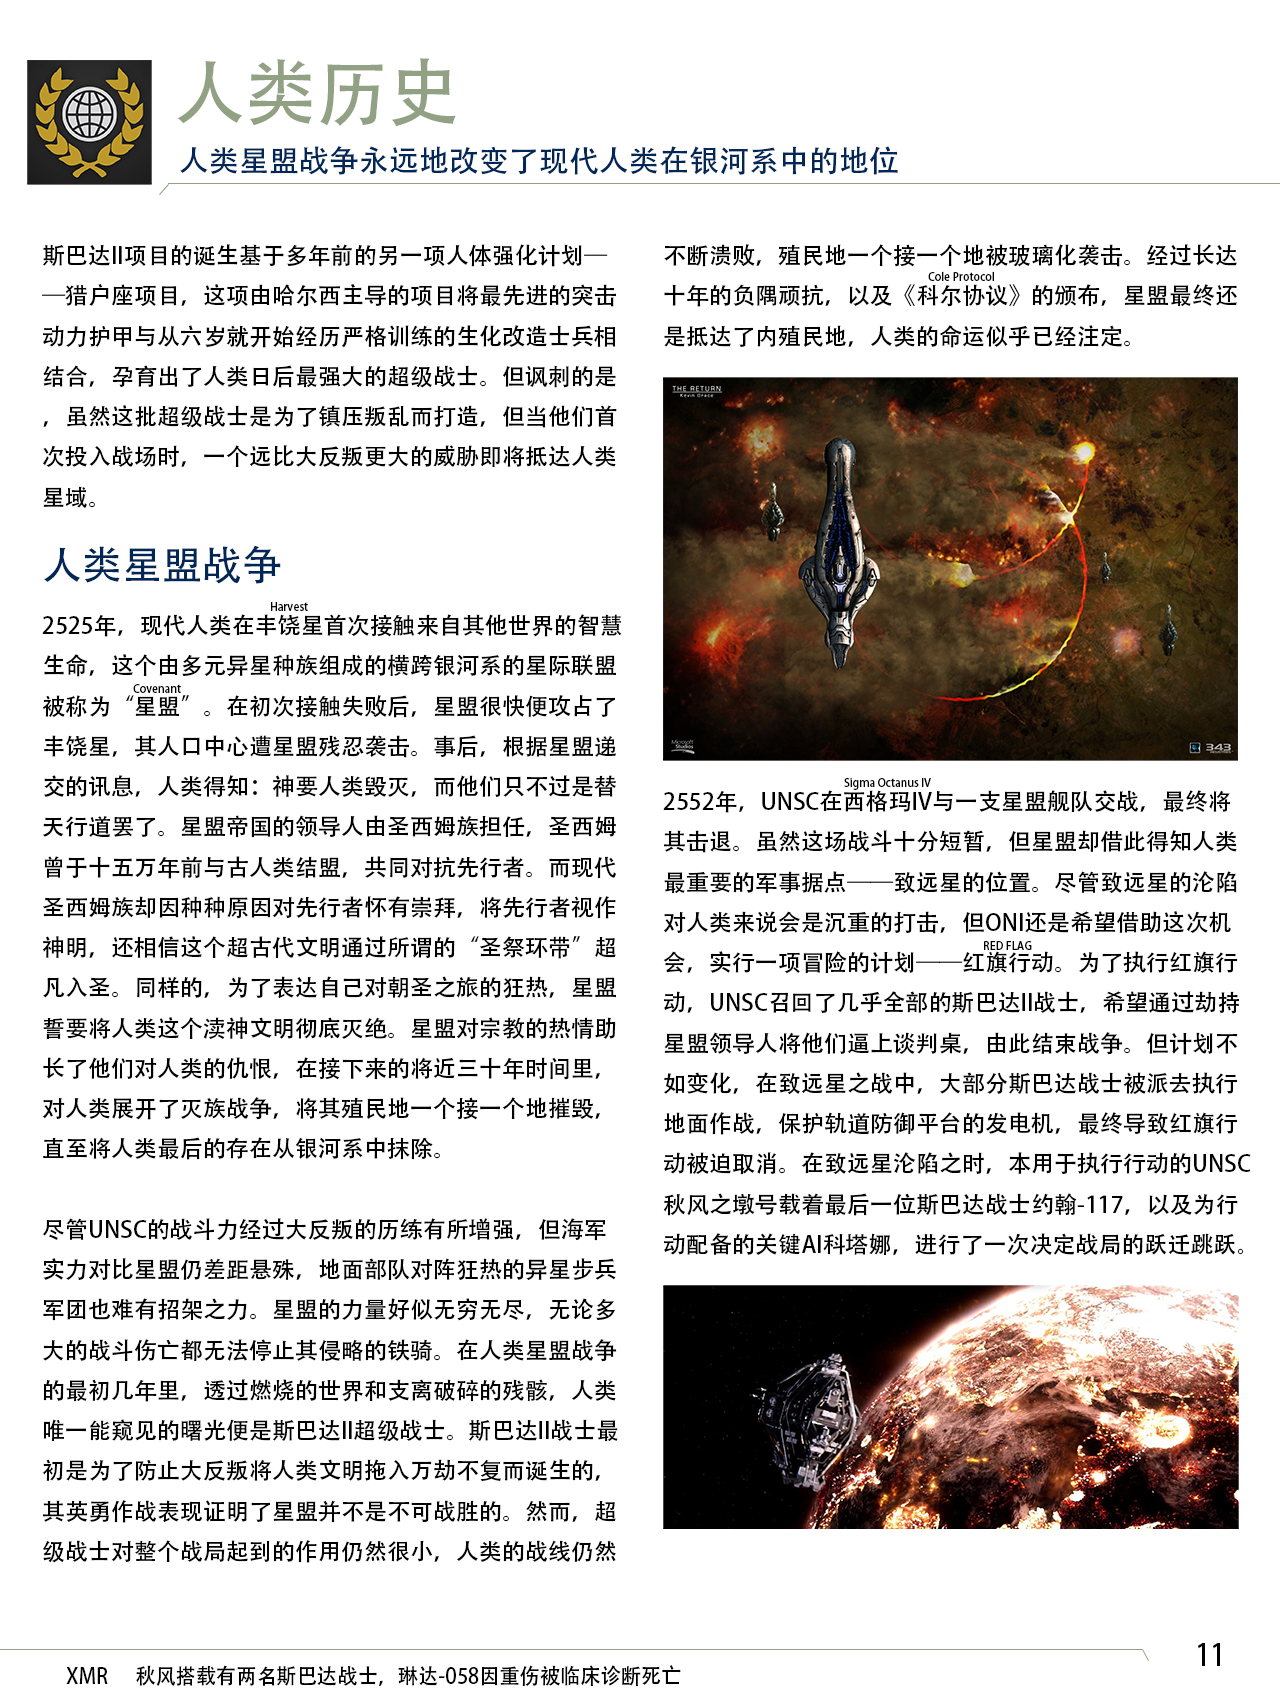 人类历史
人类星盟战争永远地改变了现代人类在银河系中的地位
斯巴达II项目的诞生基于多年前的另一项人体强化计划—
—猎户座项目，这项由哈尔西主导的项目将最先进的突击
动力护甲与从六岁就开始经历严格训练的生化改造士兵相
结合，孕育出了人类日后最强大的超级战士。但讽刺的是
，虽然这批超级战士是为了镇压叛乱而打造，但当他们首
次投入战场时，一个远比大反叛更大的威胁即将抵达人类
星域。
人类星盟战争
Harvest
2525年，现代人类在丰饶星首次接触来自其他世界的智慧
生命，这个由多元异星种族组成的横跨银河系的星际联盟
Covenant
被称为“星盟”。在初次接触失败后，星盟很快便攻占了
丰饶星，其人口中心遭星盟残忍袭击。事后，根据星盟递
交的讯息，人类得知：神要人类毁灭，而他们只不过是替
天行道罢了。星盟帝国的领导人由圣西姆族担任，圣西姆
曾于十五万年前与古人类结盟，共同对抗先行者。而现代
圣西姆族却因种种原因对先行者怀有崇拜，将先行者视作
神明，还相信这个超古代文明通过所谓的“圣祭环带”超
凡入圣。同样的，为了表达自己对朝圣之旅的狂热，星盟
誓要将人类这个渎神文明彻底灭绝。星盟对宗教的热情助
长了他们对人类的仇恨，在接下来的将近三十年时间里，
对人类展开了灭族战争，将其殖民地一个接一个地摧毁，
直至将人类最后的存在从银河系中抹除。
尽管UNSC的战斗力经过大反叛的历练有所增强，但海军
实力对比星盟仍差距悬殊，地面部队对阵狂热的异星步兵
军团也难有招架之力。星盟的力量好似无穷无尽，无论多
大的战斗伤亡都无法停止其侵略的铁骑。在人类星盟战争
的最初几年里，透过燃烧的世界和支离破碎的残骸，人类
唯一能窥见的曙光便是斯巴达II超级战士。斯巴达II战士最
初是为了防止大反叛将人类文明拖入万劫不复而诞生的，
其英勇作战表现证明了星盟并不是不可战胜的。然而，超
级战士对整个战局起到的作用仍然很小，人类的战线仍然
不断溃败，殖民地一个接一个地被玻璃化袭击。经过长达
Cole Protocol
十年的负隅顽抗，以及《科尔协议》的颁布，星盟最终还
是抵达了内殖民地，人类的命运似乎已经注定。
THE RETURN
Kevin Grace
Microsoft
Studios
343
Sigma Octanus IV
2552年，UNSC在西格玛IV与一支星盟舰队交战，最终将
其击退。虽然这场战斗十分短暂，但星盟却借此得知人类
最重要的军事据点——致远星的位置。尽管致远星的沦陷
对人类来说会是沉重的打击，但ONI还是希望借助这次机
RED FLAG
会，实行一项冒险的计划——红旗行动。为了执行红旗行
动，UNSC召回了几乎全部的斯巴达II战士，希望通过劫持
星盟领导人将他们逼上谈判桌，由此结束战争。但计划不
如变化，在致远星之战中，大部分斯巴达战士被派去执行
地面作战，保护轨道防御平台的发电机，最终导致红旗行
动被迫取消。在致远星沦陷之时，本用于执行行动的UNSC
秋风之墩号载着最后一位斯巴达战士约翰-117，以及为行
动配备的关键AI科塔娜，进行了一次决定战局的跃迁跳跃。
XMR 秋风搭载有两名斯巴达战士，琳达-058因重伤被临床诊断死亡
11